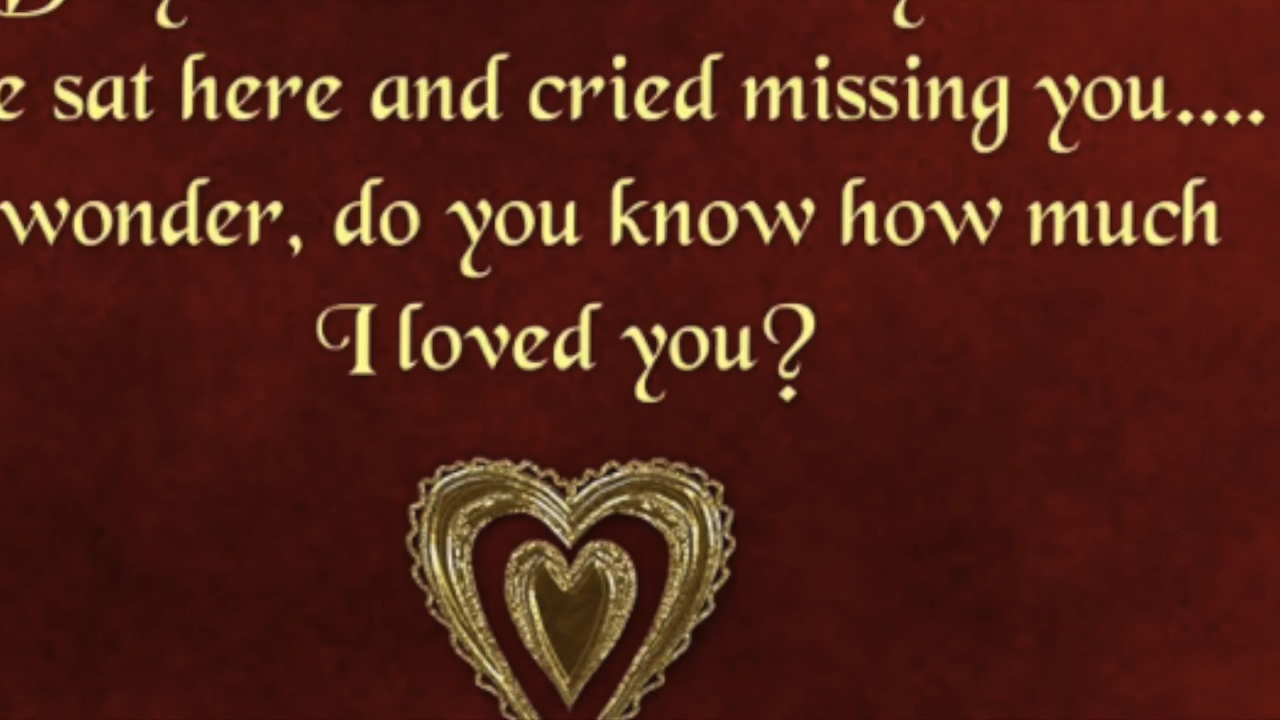 sat here and cried missing you....
wonder, do you know how much
I loved you?